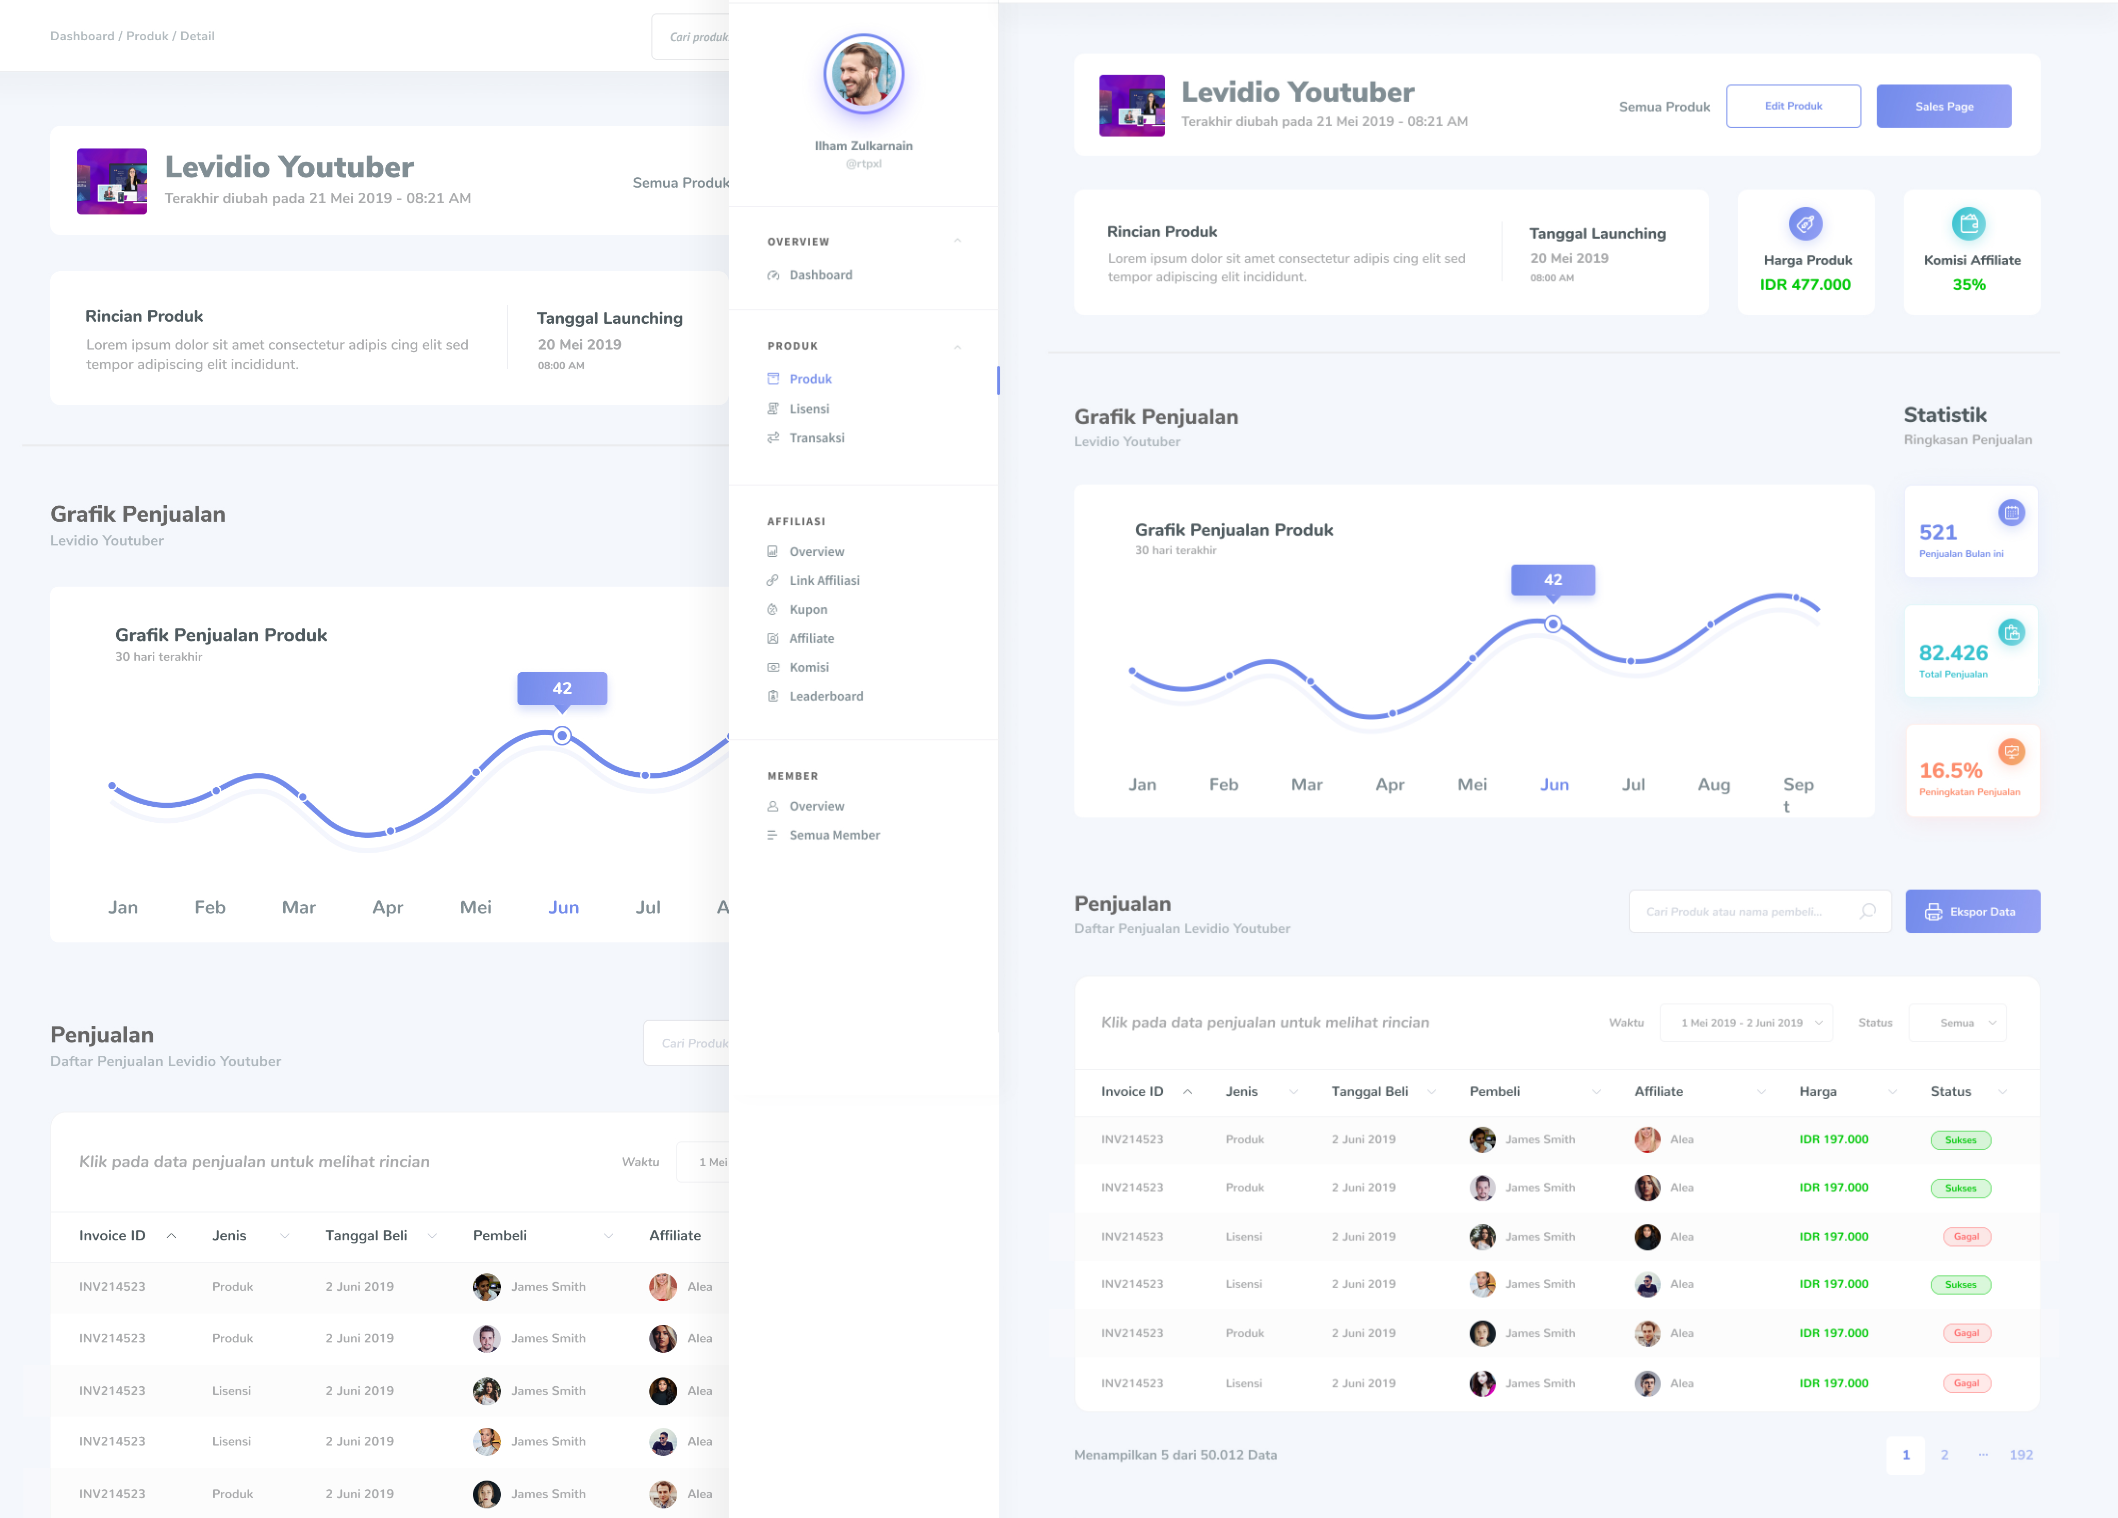 Dashboard / Produk / Detail
Cari produk
Levidio Youtuber
Terakhir diubah pada 21 Mei 2019 - 08:21 AM
Semua Produk
Rincian Produk
Lorem ipsum dolor sit amet consectetur adipis cing elit sed
tempor adipiscing elit incididunt.
Tanggal Launching
20 Mei 2019
08:00 AM
Grafik Penjualan
Levidio Youtuber
Grafik Penjualan Produk
30 hari terakhir
42
Jan Feb Mar Apr Mei Jun Jul A
Penjualan
Daftar Penjualan Levidio Youtuber
Cari Produk
Klik pada data penjualan untuk melihat rincian
Waktu 1 Mei
Invoice ID Jenis Tanggal Beli Pembeli Affiliate
INV214523 Produk 2 Juni 2019 James Smith Alea
INV214523 Produk 2 Juni 2019 James Smith Alea
INV214523 Lisensi 2 Juni 2019 James Smith Alea
INV214523 Lisensi 2 Juni 2019 James Smith Alea
INV214523 Produk 2 Juni 2019 James Smith Alea
Ilham Zulkarnain
@rtpxl
OVERVIEW
Dashboard
PRODUK
Produk
Lisensi
Transaksi
AFFILIASI
Overview
Link Affiliasi
Kupon
Affiliate
Komisi
Leaderboard
MEMBER
Overview
Semua Member
Levidio Youtuber
Terakhir diubah pada 21 Mei 2019 - 08:21 AM
Semua Produk
Edit Produk
Sales Page
Rincian Produk
Lorem ipsum dolor sit amet consectetur adipis cing elit sed
tempor adipiscing elit incididunt.
Tanggal Launching
20 Mei 2019
08:00 AM
Harga Produk
IDR 477.000
Komisi Affiliate
35%
Grafik Penjualan
Levidio Youtuber
Statistik
Ringkasan Penjualan
Grafik Penjualan Produk
30 hari terakhir
42
Jan Feb Mar Apr Mei Jun Jul Aug Sep
t
521
Penjualan Bulan ini
82.426
Total Penjualan
16.5%
Peningkatan Penjualan
Penjualan
Daftar Penjualan Levidio Youtuber
Cari Produk atau nama pembeli...
Ekspor Data
Klik pada data penjualan untuk melihat rincian
Waktu 1 Mei 2019 - 2 Juni 2019 Status Semua
Invoice ID Jenis Tanggal Beli Pembeli Affiliate Harga Status
INV214523 Produk 2 Juni 2019 James Smith Alea IDR 197.000 Sukses
INV214523 Produk 2 Juni 2019 James Smith Alea IDR 197.000 Sukses
INV214523 Lisensi 2 Juni 2019 James Smith Alea IDR 197.000 Gagal
INV214523 Lisensi 2 Juni 2019 James Smith Alea IDR 197.000 Sukses
INV214523 Produk 2 Juni 2019 James Smith Alea IDR 197.000 Gagal
INV214523 Lisensi 2 Juni 2019 James Smith Alea IDR 197.000 Gagal
Menampilkan 5 dari 50.012 Data
1 2 ... 192